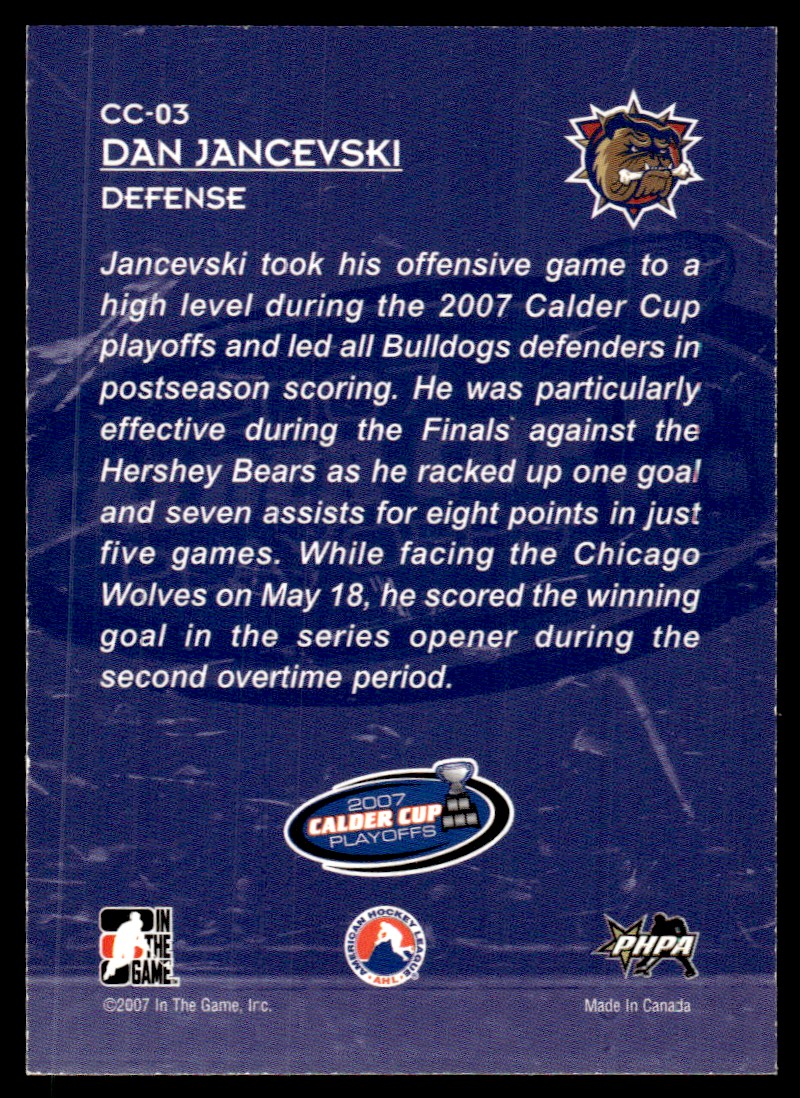 CC-03
DAN JANCEVSKI
DEFENSE
Jancevski took his offensive game to a
high level during the 2007 Calder Cup
playoffs and led all Bulldogs defenders in
postseason scoring. He was particularly
effective during the Finals against the
Hershey Bears as he racked up one goal
and seven assists for eight points in just
five games. While facing the Chicago
Wolves on May 18, he scored the winning
goal in the series opener during the
second overtime period.
2007
CALDER CUP
PLAYOFFS
IN
THE
GAME
AMERICAN HOCKEY LEAGUE
AHL
PHPA
©2007 In The Game, Inc.
Made In Canada